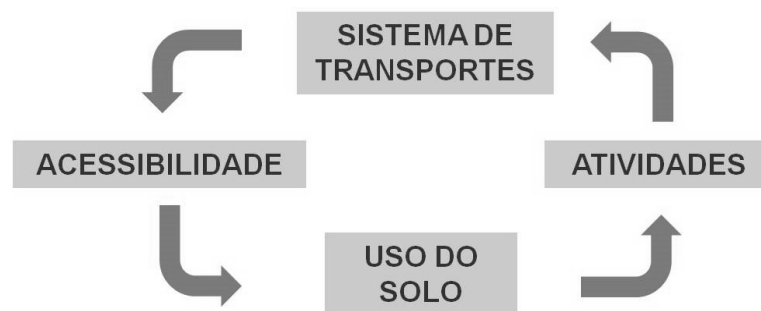 SISTEMA DE
TRANSPORTES
ACESSIBILIDADE
ATIVIDADES
USO DO
SOLO